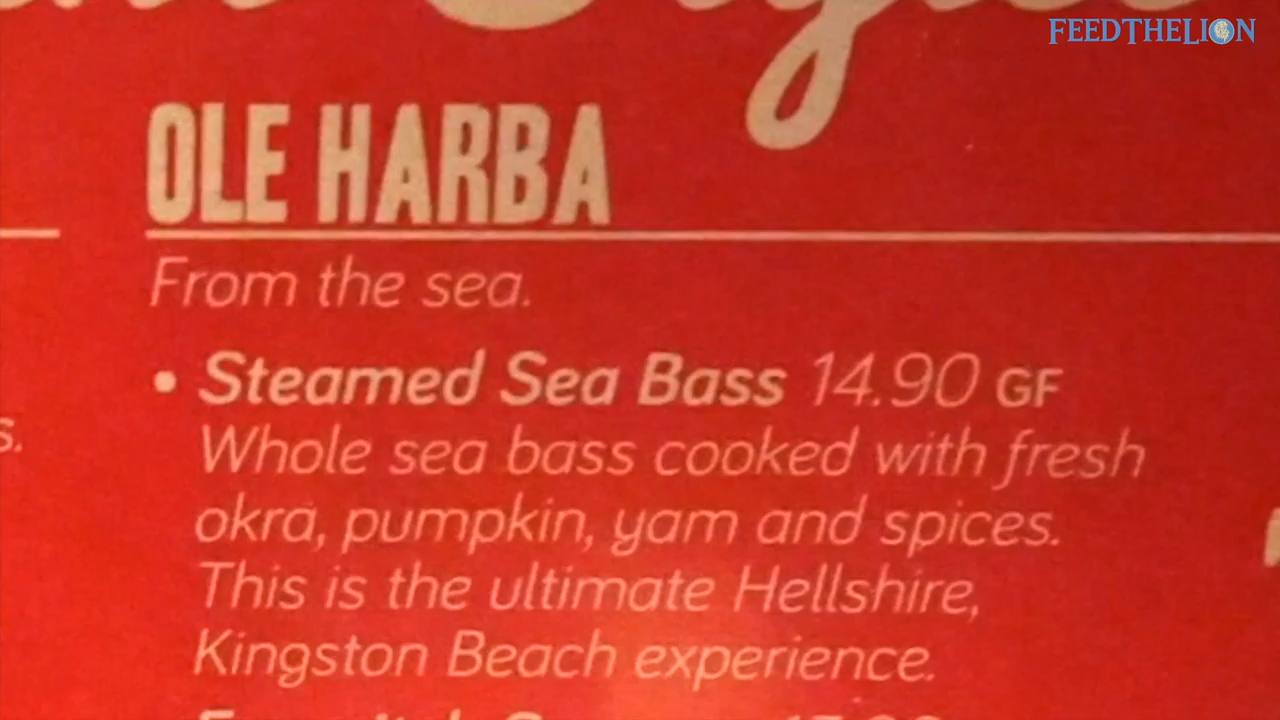 FEEDTHELION
OLE HARBA
From the sea.
• Steamed Sea Bass 14.90 GF
Whole sea bass cooked with fresh
okra, pumpkin, yam and spices.
This is the ultimate Hellshire,
Kingston Beach experience.